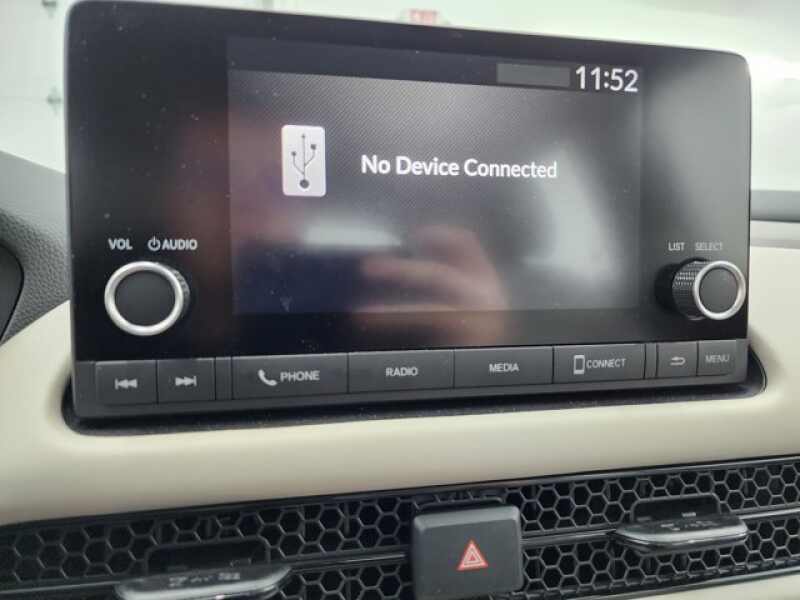 11:52
No Device Connected
VOL AUDIO
LIST SELECT
PHONE RADIO MEDIA CONNECT MENU